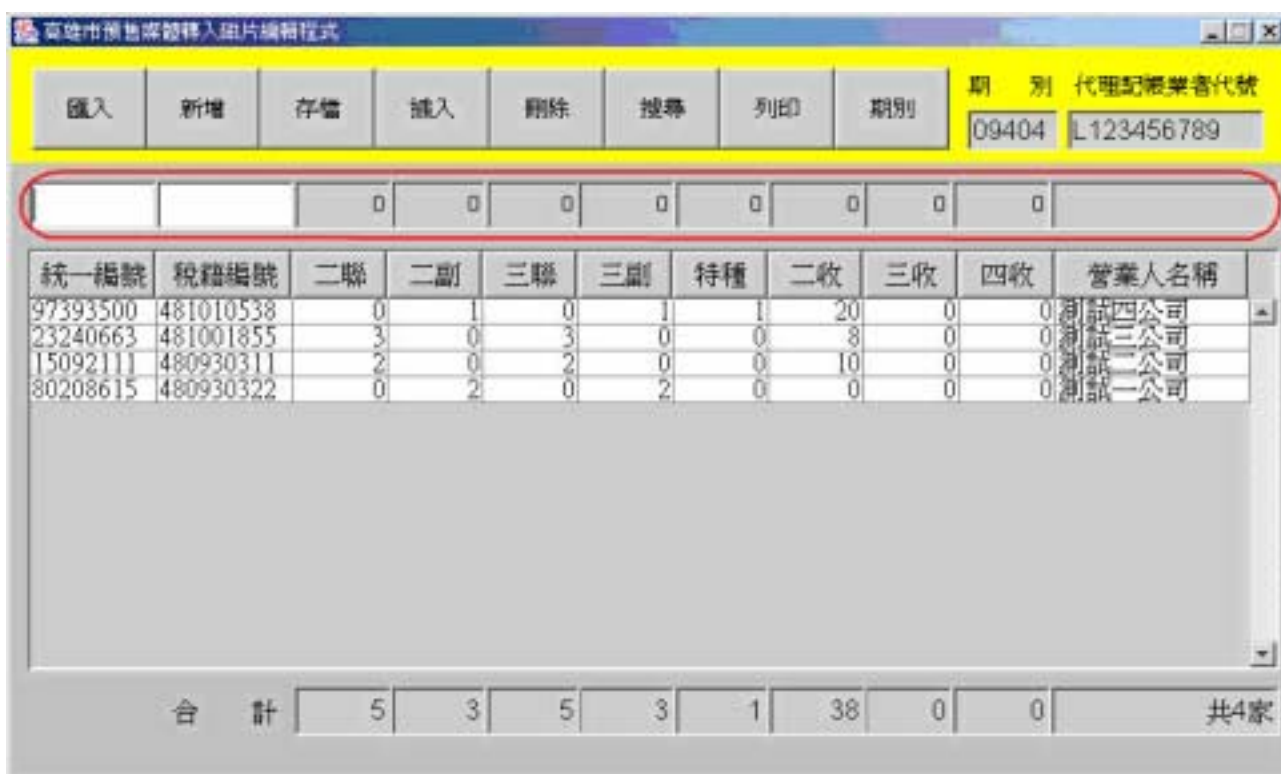 高雄市預售媒體轉入磁片編輯程式
匯入 新增 存檔 插入 刪除 搜尋 列印 期別
期 別 代理記帳業者代號
09404 L123456789
0 0 0 0 0 0 0 0
統一編號 稅籍編號 二聯 二副 三聯 三副 特種 二收 三收 四收 營業人名稱
97393500 481010538 0 1 0 1 1 20 0 0 測試四公司
23240663 481001855 3 0 3 0 0 8 0 0 測試三公司
15092111 480930311 2 0 2 0 0 10 0 0 測試二公司
80208615 480930322 0 2 0 2 0 0 0 0 測試一公司
合 計 5 3 5 3 1 38 0 0 共4家